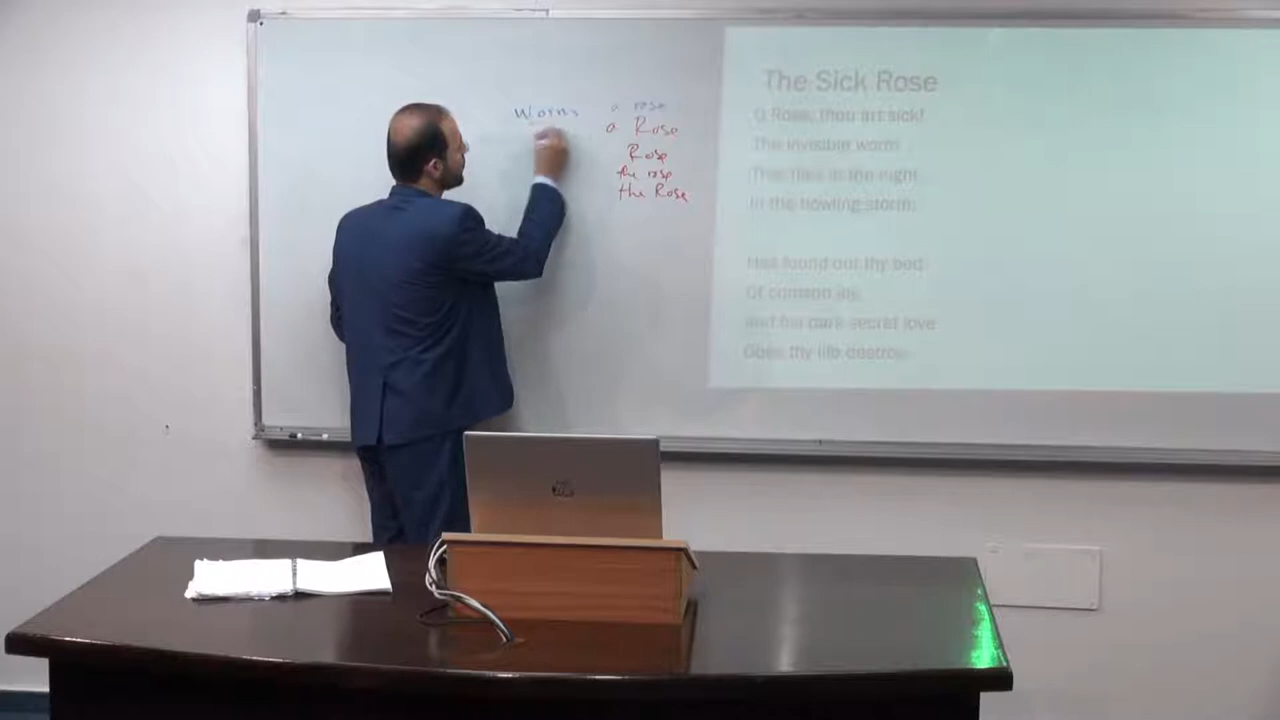 Worm
a rose
a Rose
Rose
the rose
the Rose
The Sick Rose
O Rose, thou art sick!
The invisible worm
That flies in the night
In the howling storm:
Has found out thy bed
Of crimson joy,
And his dark secret love
Does thy life destroy.